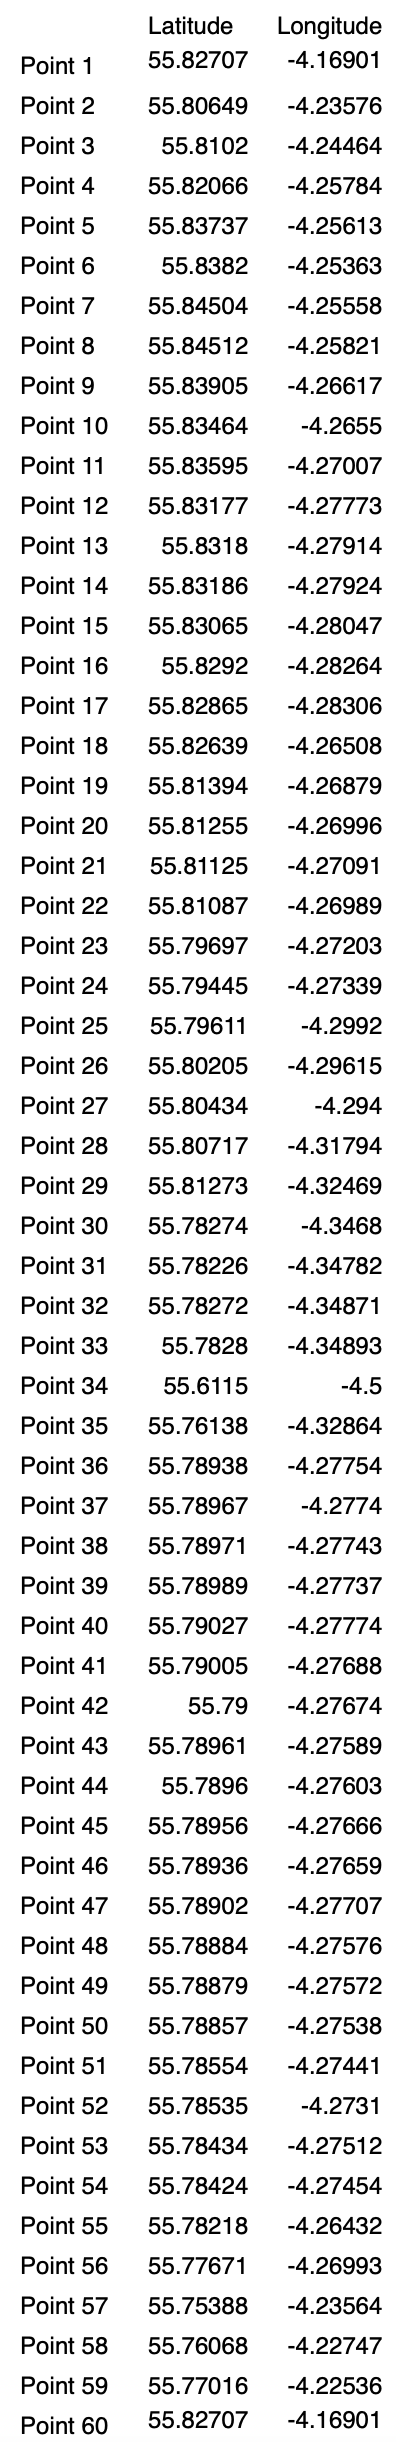 Latitude Longitude
Point 1 55.82707 -4.16901
Point 2 55.80649 -4.23576
Point 3 55.8102 -4.24464
Point 4 55.82066 -4.25784
Point 5 55.83737 -4.25613
Point 6 55.8382 -4.25363
Point 7 55.84504 -4.25558
Point 8 55.84512 -4.25821
Point 9 55.83905 -4.26617
Point 10 55.83464 -4.2655
Point 11 55.83595 -4.27007
Point 12 55.83177 -4.27773
Point 13 55.8318 -4.27914
Point 14 55.83186 -4.27924
Point 15 55.83065 -4.28047
Point 16 55.8292 -4.28264
Point 17 55.82865 -4.28306
Point 18 55.82639 -4.26508
Point 19 55.81394 -4.26879
Point 20 55.81255 -4.26996
Point 21 55.81125 -4.27091
Point 22 55.81087 -4.26989
Point 23 55.79697 -4.27203
Point 24 55.79445 -4.27339
Point 25 55.79611 -4.2992
Point 26 55.80205 -4.29615
Point 27 55.80434 -4.294
Point 28 55.80717 -4.31794
Point 29 55.81273 -4.32469
Point 30 55.78274 -4.3468
Point 31 55.78226 -4.34782
Point 32 55.78272 -4.34871
Point 33 55.7828 -4.34893
Point 34 55.6115 -4.5
Point 35 55.76138 -4.32864
Point 36 55.78938 -4.27754
Point 37 55.78967 -4.2774
Point 38 55.78971 -4.27743
Point 39 55.78989 -4.27737
Point 40 55.79027 -4.27774
Point 41 55.79005 -4.27688
Point 42 55.79 -4.27674
Point 43 55.78961 -4.27589
Point 44 55.7896 -4.27603
Point 45 55.78956 -4.27666
Point 46 55.78936 -4.27659
Point 47 55.78902 -4.27707
Point 48 55.78884 -4.27576
Point 49 55.78879 -4.27572
Point 50 55.78857 -4.27538
Point 51 55.78554 -4.27441
Point 52 55.78535 -4.2731
Point 53 55.78434 -4.27512
Point 54 55.78424 -4.27454
Point 55 55.78218 -4.26432
Point 56 55.77671 -4.26993
Point 57 55.75388 -4.23564
Point 58 55.76068 -4.22747
Point 59 55.77016 -4.22536
Point 60 55.82707 -4.16901